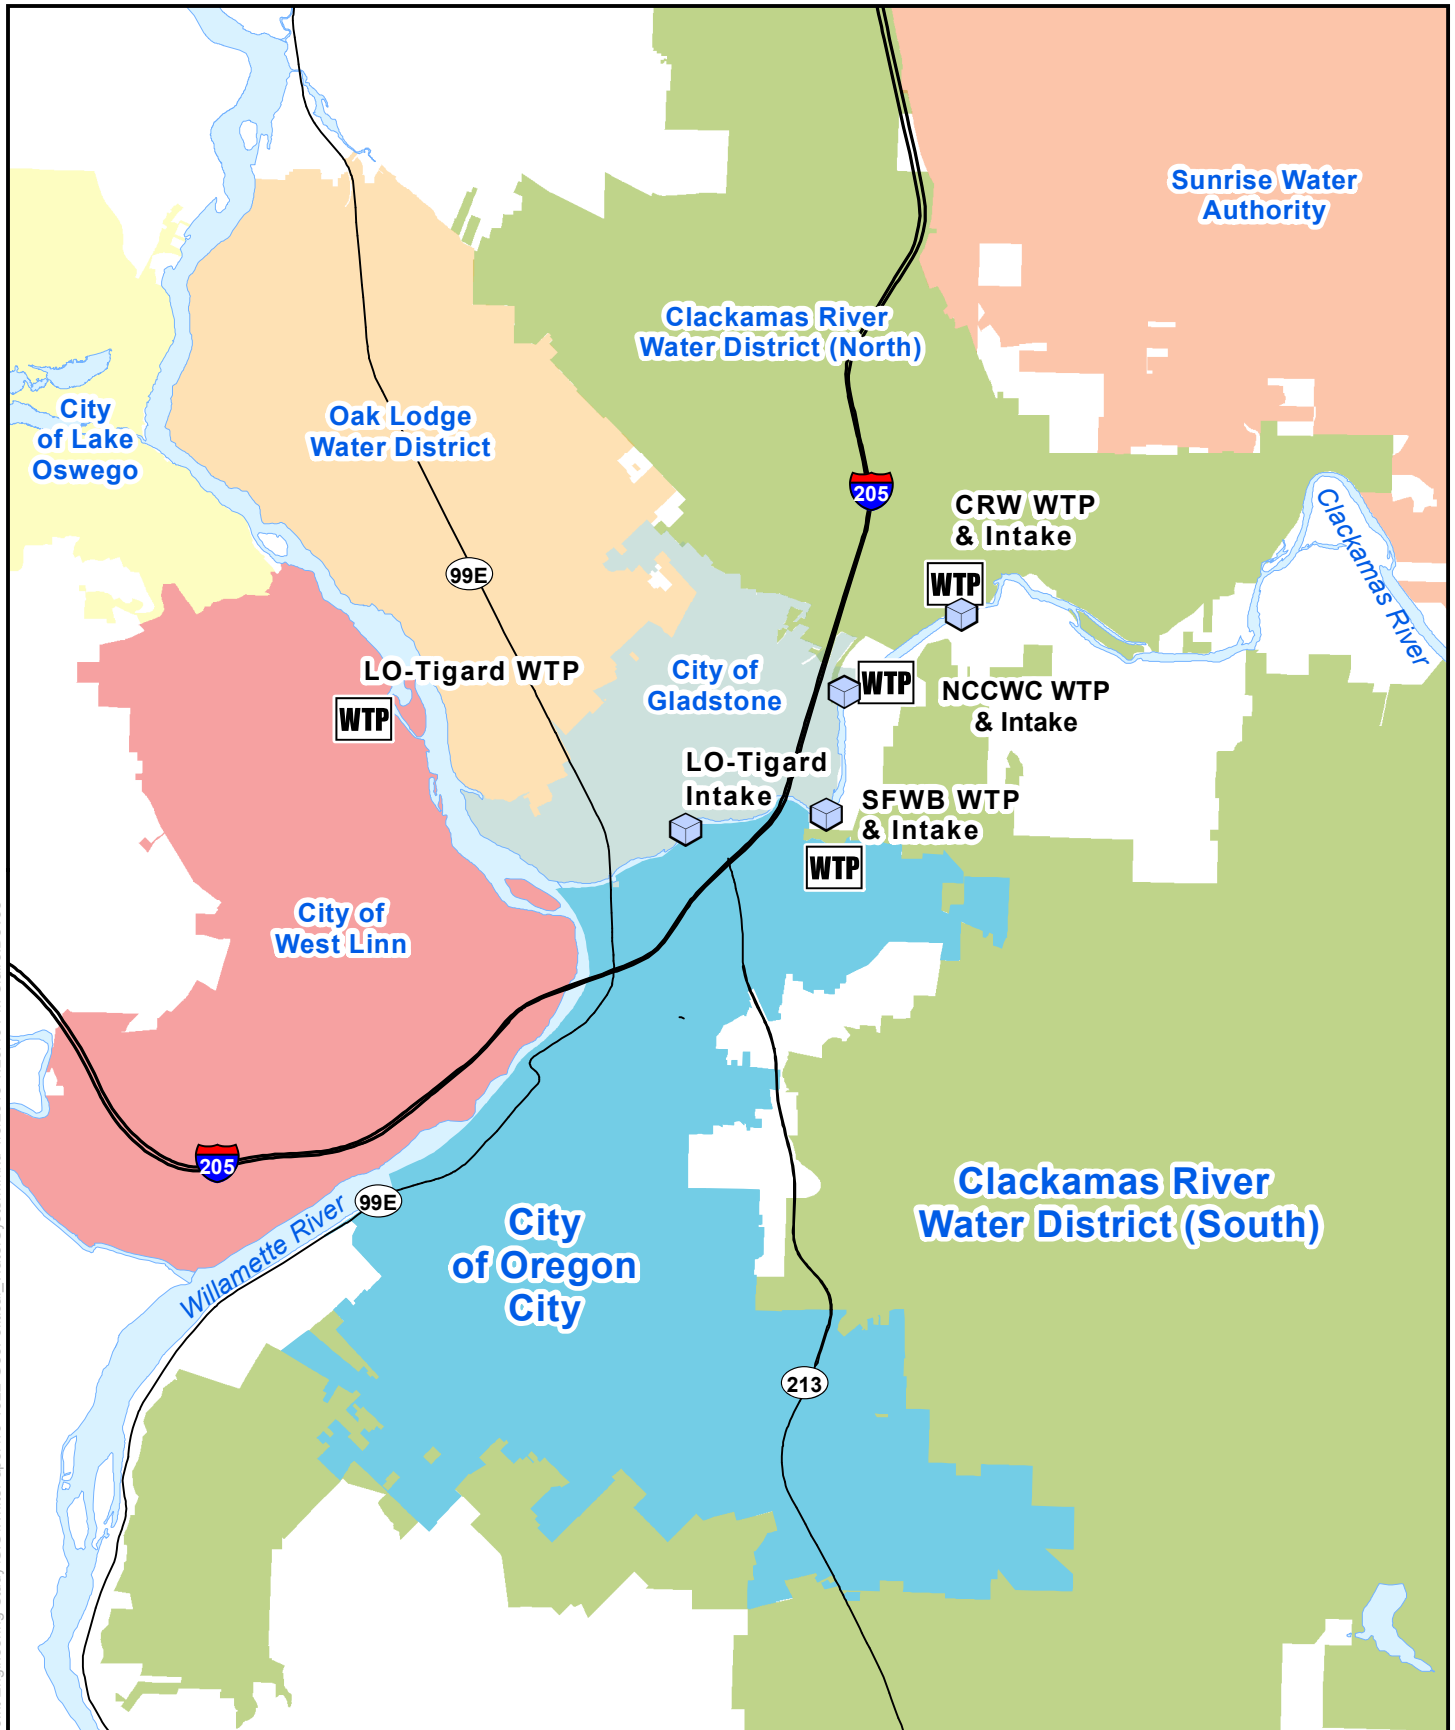 Sunrise Water
Authority
Clackamas River
Water District (North)
City
of Lake
Oswego
Oak Lodge
Water District
205
CRW WTP
& Intake
Clackamas River
99E
WTP
LO-Tigard WTP
City of
Gladstone
WTP
NCCWC WTP
& Intake
WTP
LO-Tigard
Intake
SFWB WTP
& Intake
WTP
City of
West Linn
205
Clackamas River
Water District (South)
99E
Willamette River
City
of Oregon
City
213